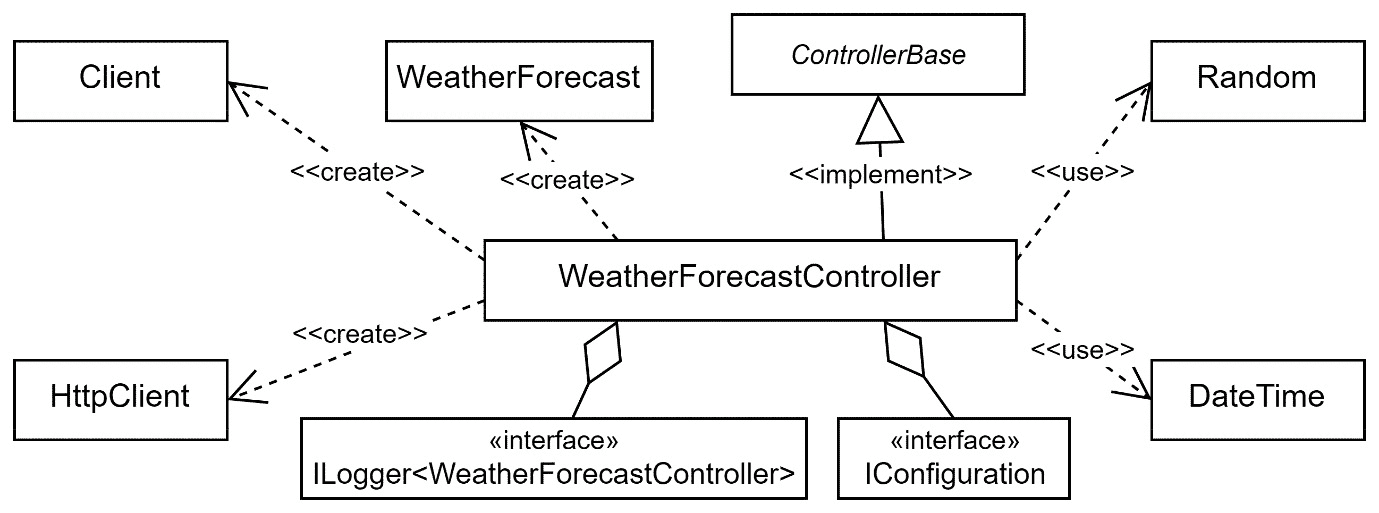 Client
WeatherForecast
ControllerBase
Random
<<create>>
<<create>>
<<implement>>
<<use>>
WeatherForecastController
<<create>>
<<use>>
HttpClient
DateTime
«interface»
ILogger<WeatherForecastController>
«interface»
IConfiguration